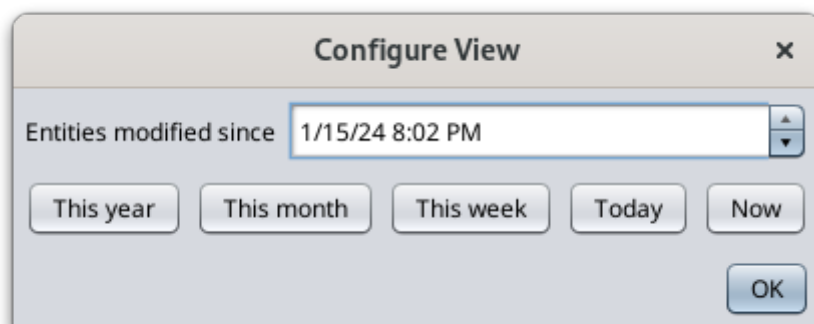 Configure View
Entities modified since 1/15/24 8:02 PM
This year This month This week Today Now
OK